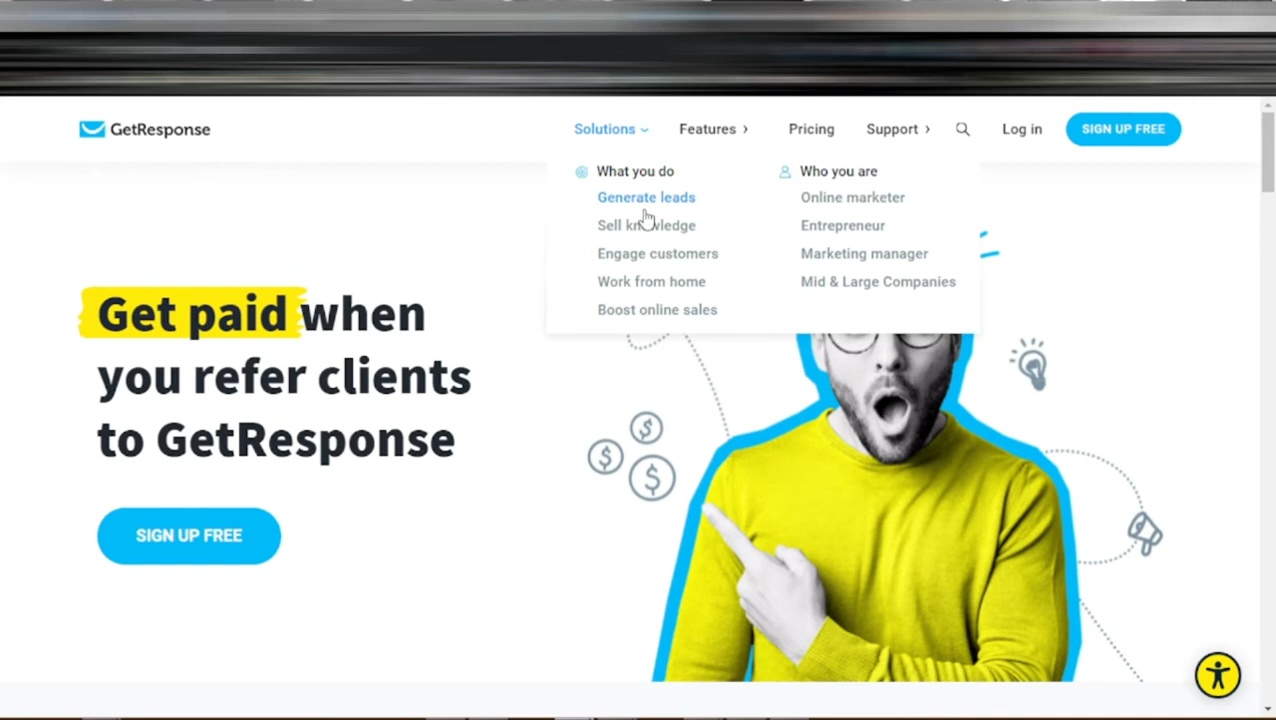 GetResponse
Solutions
Features
Pricing
Support
Log in
SIGN UP FREE
What you do
Generate leads
Sell knowledge
Engage customers
Work from home
Boost online sales
Who you are
Online marketer
Entrepreneur
Marketing manager
Mid & Large Companies
Get paid when
you refer clients
to GetResponse
SIGN UP FREE
$
$
$